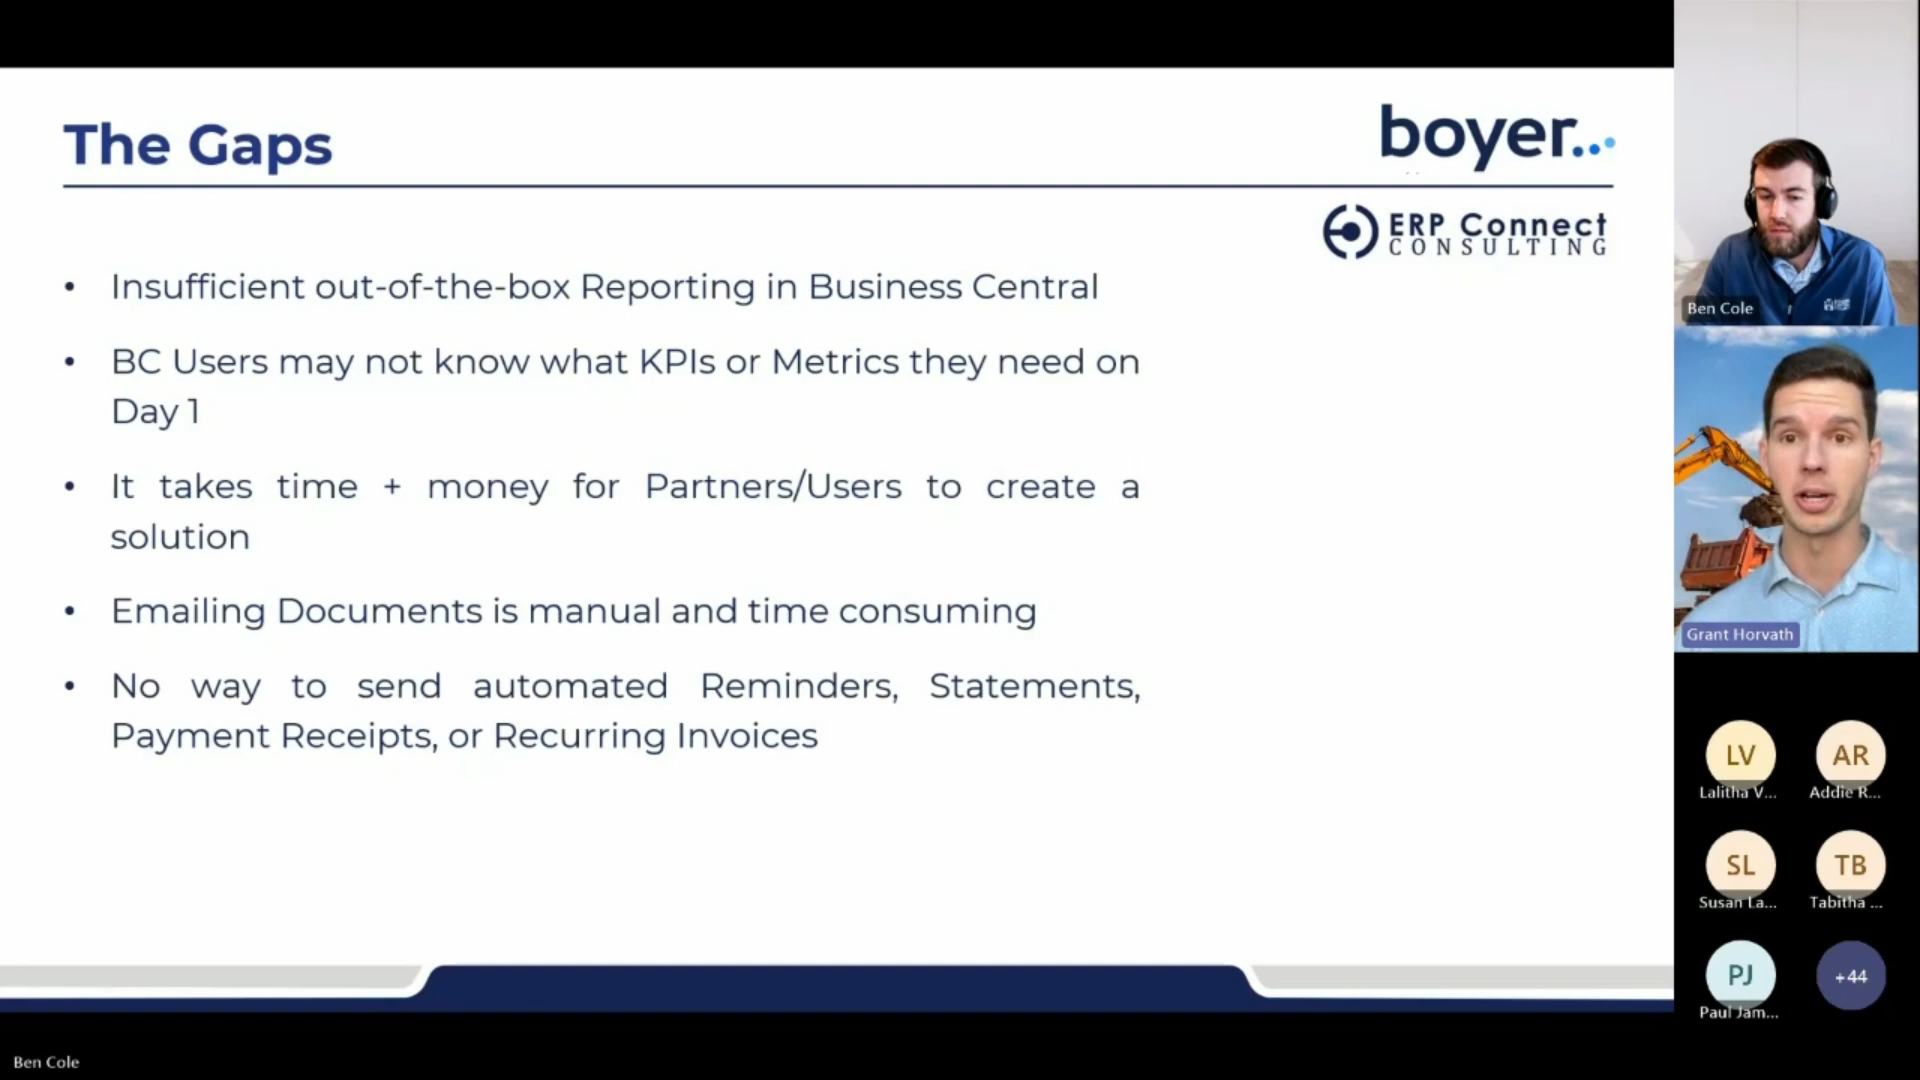 The Gaps
boyer...
ERP Connect
CONSULTING
• Insufficient out-of-the-box Reporting in Business Central
• BC Users may not know what KPIs or Metrics they need on
Day 1
• It takes time + money for Partners/Users to create a
solution
• Emailing Documents is manual and time consuming
• No way to send automated Reminders, Statements,
Payment Receipts, or Recurring Invoices
Ben Cole
Grant Horvath
LV
Lalitha V...
AR
Addie R...
SL
Susan La...
TB
Tabitha ...
PJ
Paul Jam...
+44
Ben Cole